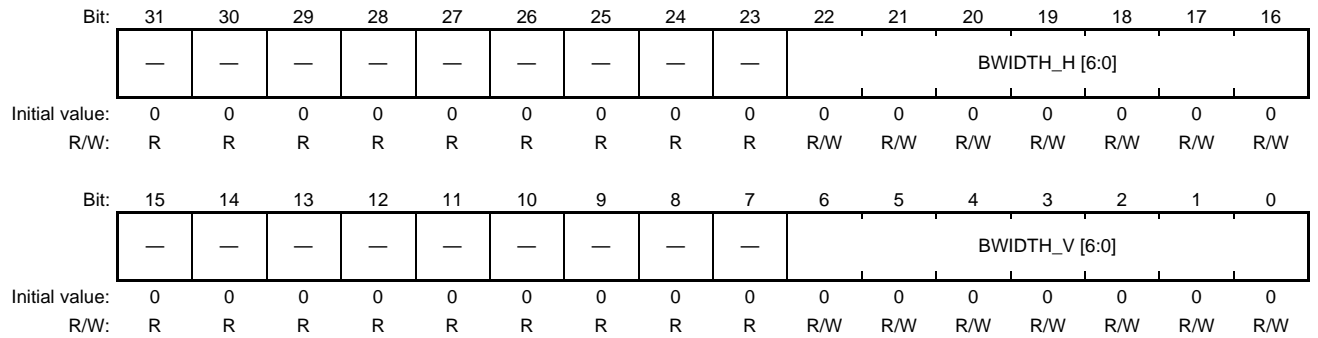 Bit: 31 30 29 28 27 26 25 24 23 22 21 20 19 18 17 16
— — — — — — — — — BWIDTH_H [6:0]
Initial value: 0 0 0 0 0 0 0 0 0 0 0 0 0 0 0 0
R/W: R R R R R R R R R R/W R/W R/W R/W R/W R/W R/W
Bit: 15 14 13 12 11 10 9 8 7 6 5 4 3 2 1 0
— — — — — — — — — BWIDTH_V [6:0]
Initial value: 0 0 0 0 0 0 0 0 0 0 0 0 0 0 0 0
R/W: R R R R R R R R R R/W R/W R/W R/W R/W R/W R/W